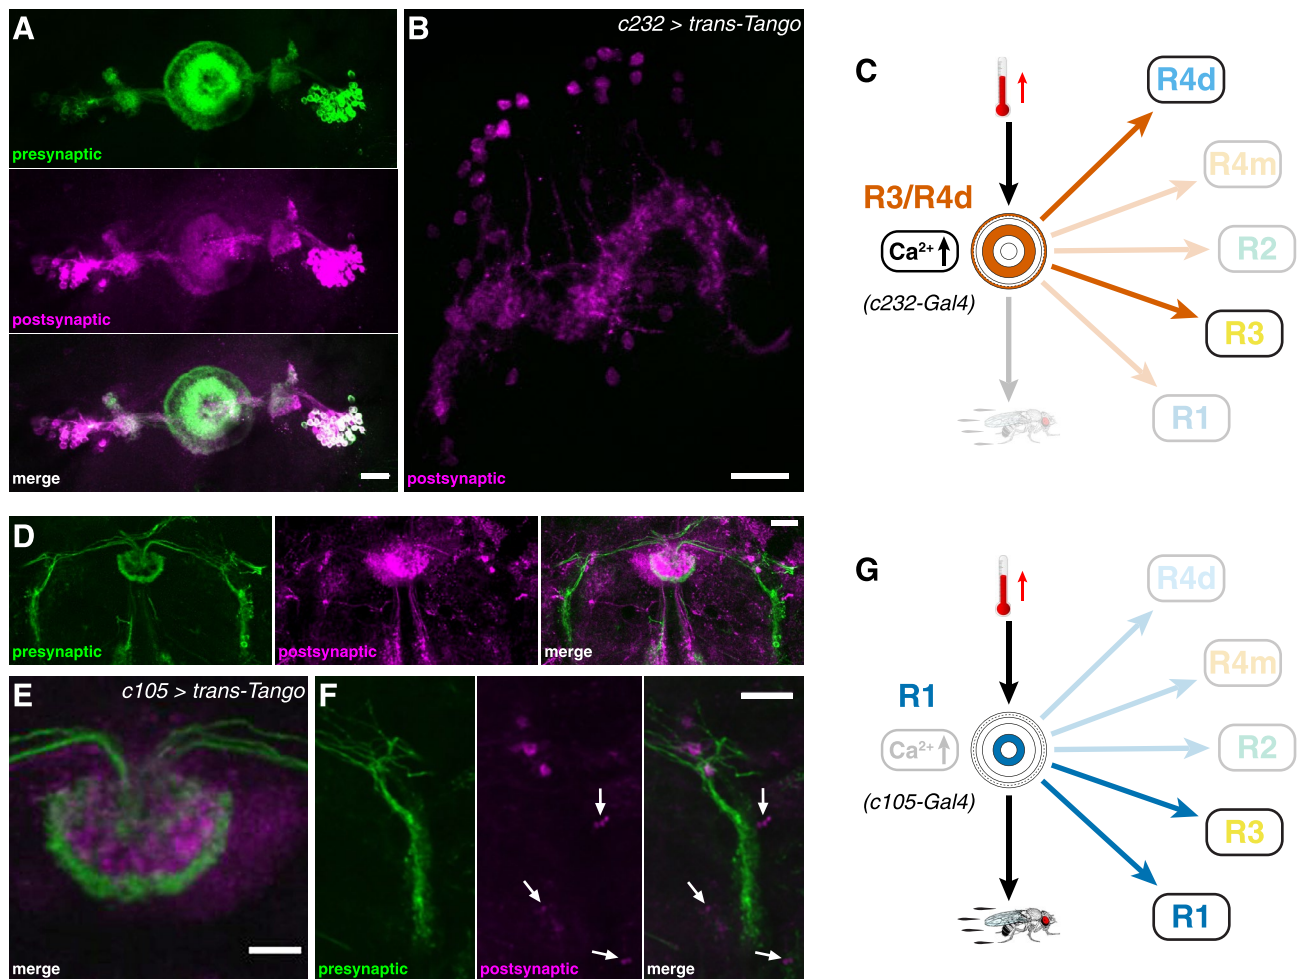 A
presynaptic
postsynaptic
merge
B
c232 > trans-Tango
postsynaptic
C
R4d
R4m
R3/R4d
Ca2+
R2
(c232-Gal4)
R3
R1
D
presynaptic
postsynaptic
merge
E
c105 > trans-Tango
merge
F
presynaptic
postsynaptic
merge
G
R4d
R4m
R1
Ca2+
R2
(c105-Gal4)
R3
R1